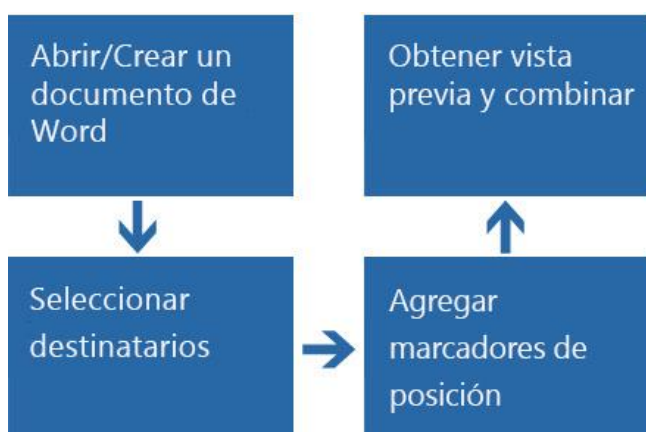 Abrir/Crear un
documento de
Word
Seleccionar
destinatarios
Agregar
marcadores de
posición
Obtener vista
previa y combinar